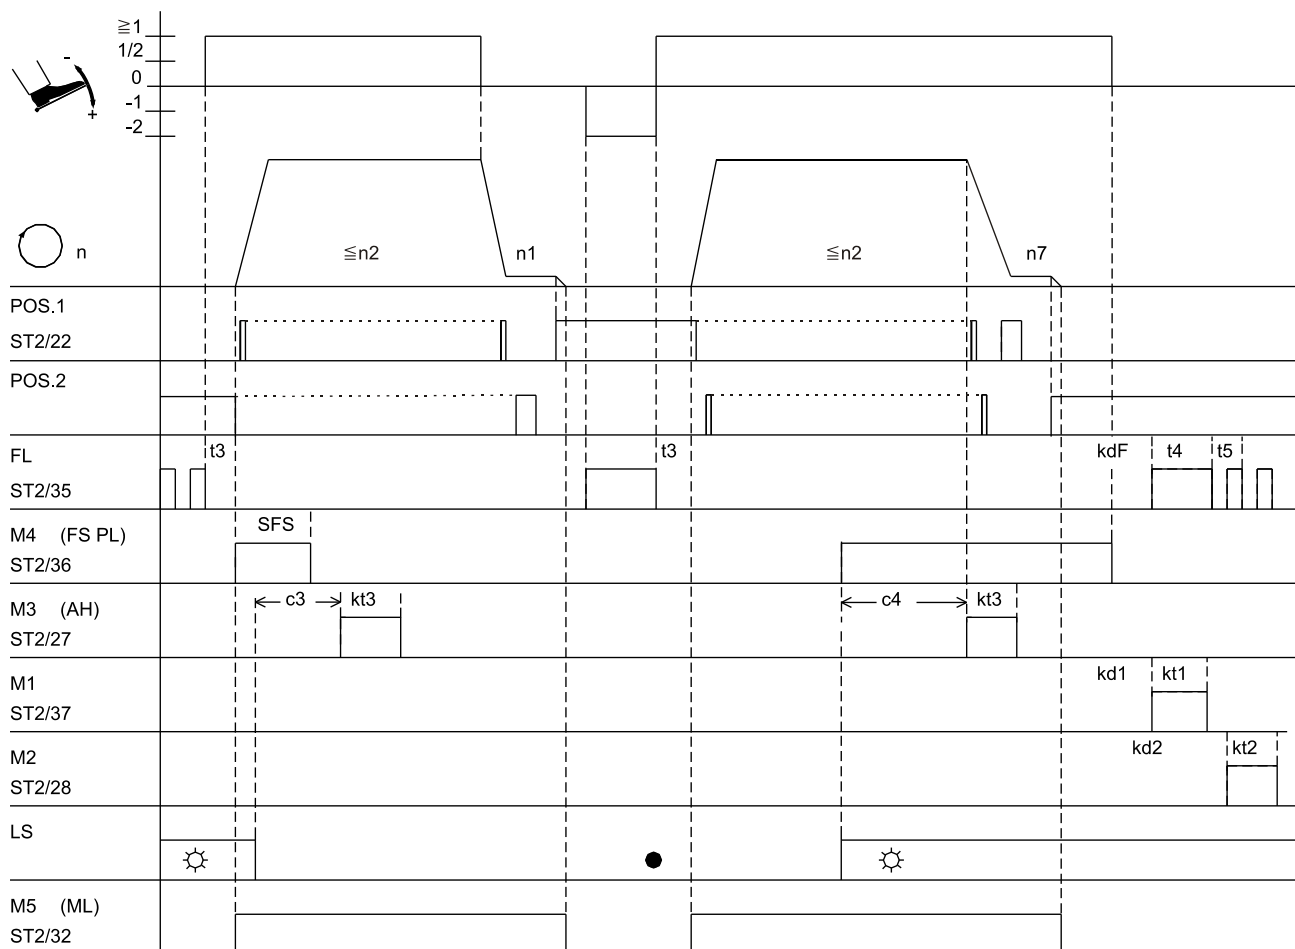 ≧1
1/2
0
-1
-2
-
+
n
≦n2
n1
≦n2
n7
POS.1
ST2/22
POS.2
FL
ST2/35
t3
t3
kdF
t4
t5
M4 (FS PL)
ST2/36
SFS
M3 (AH)
ST2/27
c3
kt3
c4
kt3
M1
ST2/37
kd1
kt1
M2
ST2/28
kd2
kt2
LS
M5 (ML)
ST2/32